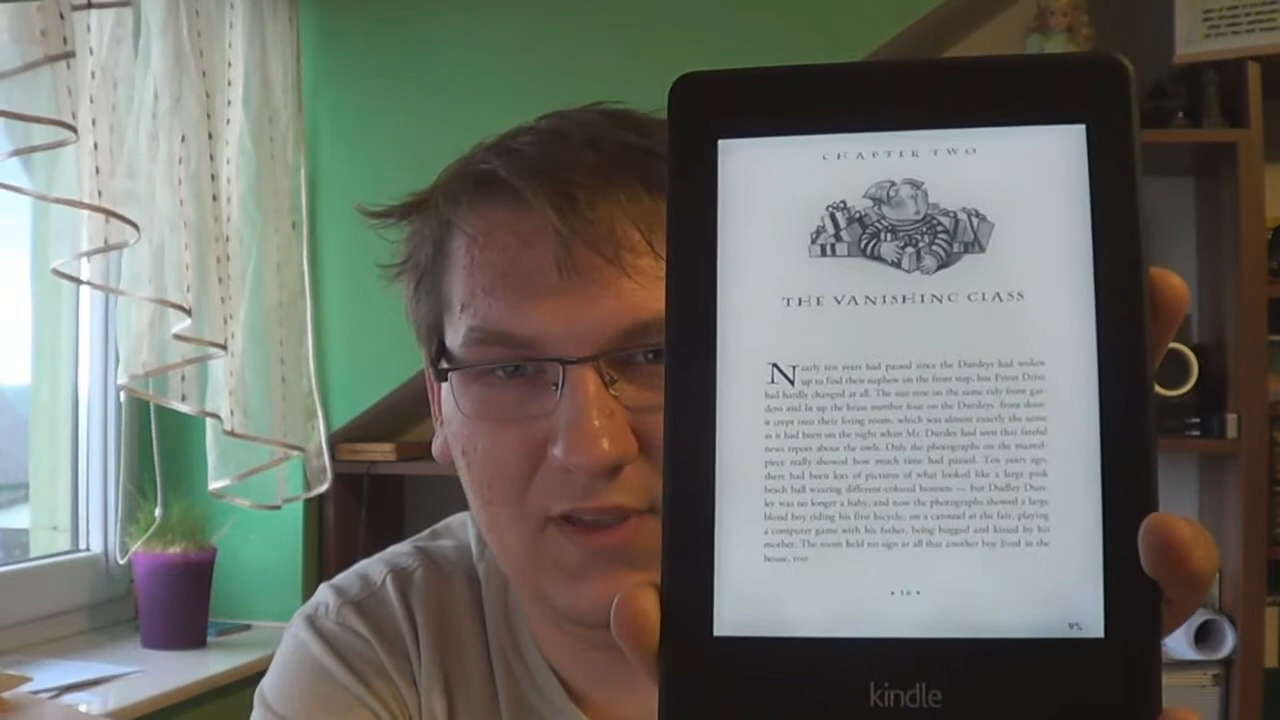 CHAPTER TWO
THE VANISHING GLASS
Nearly ten years had passed since the Dursleys had woken
up to find their nephew on the front step, but Privet Drive
had hardly changed at all. The sun rose on the same tidy front gar-
dens and lit up the brass number four on the Dursleys' front door;
it crept into their living room, which was almost exactly the same
as it had been on the night when Mr. Dursley had seen that fateful
news report about the owls. Only the photographs on the mantel-
piece really showed how much time had passed. Ten years ago,
there had been lots of pictures of what looked like a large pink
beach ball wearing different-colored bonnets — but Dudley Durs-
ley was no longer a baby, and now the photographs showed a large
blond boy riding his first bicycle, on a carousel at the fair, playing
a computer game with his father, being hugged and kissed by his
mother. The room held no sign at all that another boy lived in the
house, too.
• 18 •
9%
kindle